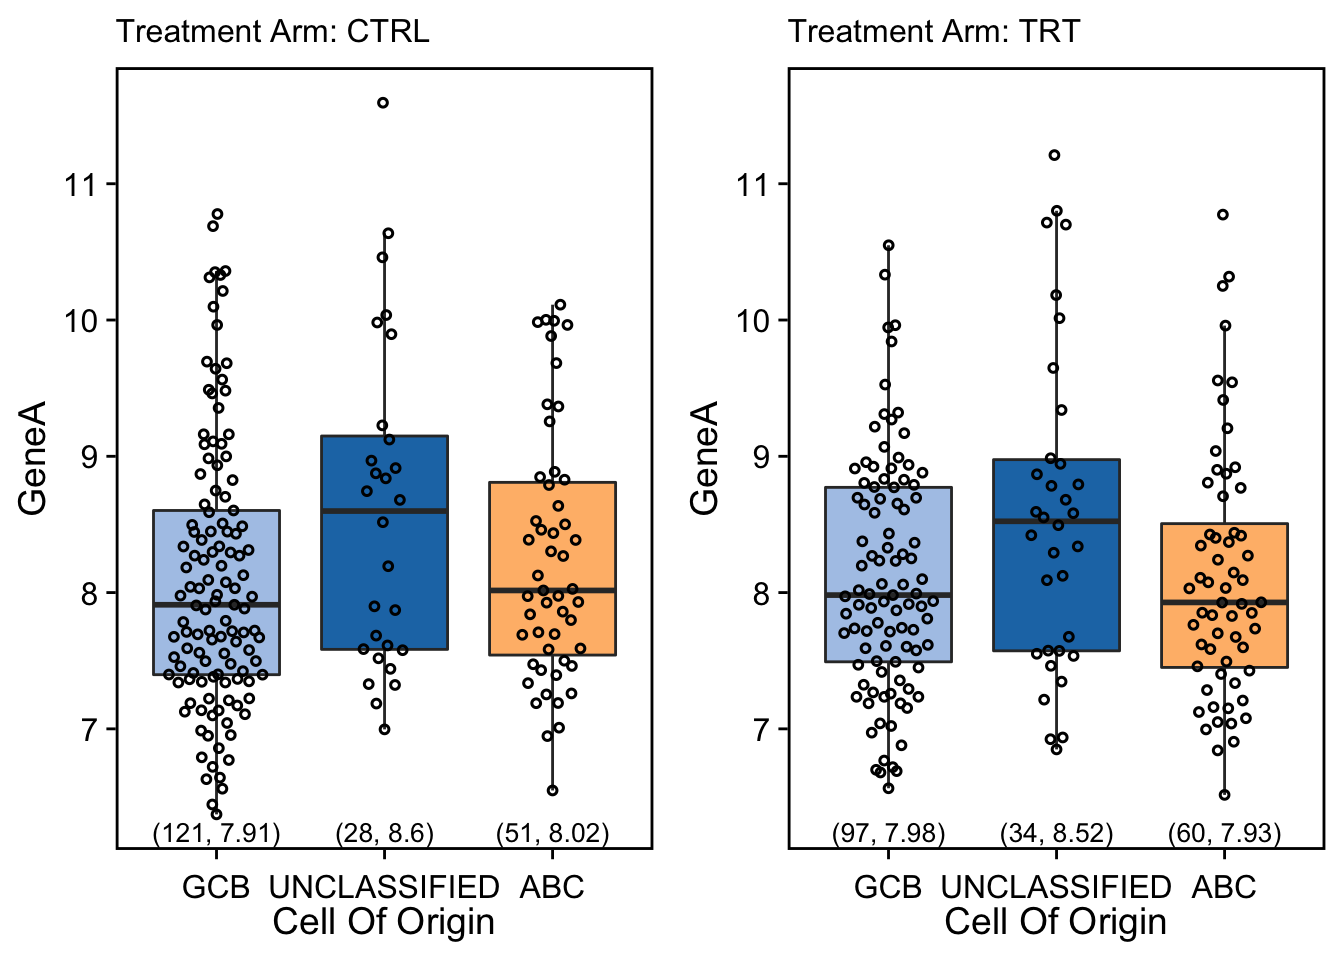 Treatment Arm: CTRL
GeneA
11
10
9
8
7
(121, 7.91) (28, 8.6) (51, 8.02)
GCB UNCLASSIFIED ABC
Cell Of Origin
Treatment Arm: TRT
GeneA
11
10
9
8
7
(97, 7.98) (34, 8.52) (60, 7.93)
GCB UNCLASSIFIED ABC
Cell Of Origin